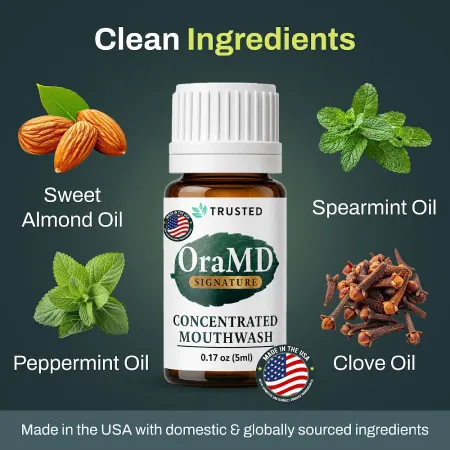 Clean Ingredients
Sweet
Almond Oil
Spearmint Oil
TRUSTED
OraMD
SIGNATURE
CONCENTRATED
MOUTHWASH
0.17 oz (5ml)
Peppermint Oil
Clove Oil
MADE IN THE USA
Made in the USA with domestic & globally sourced ingredients